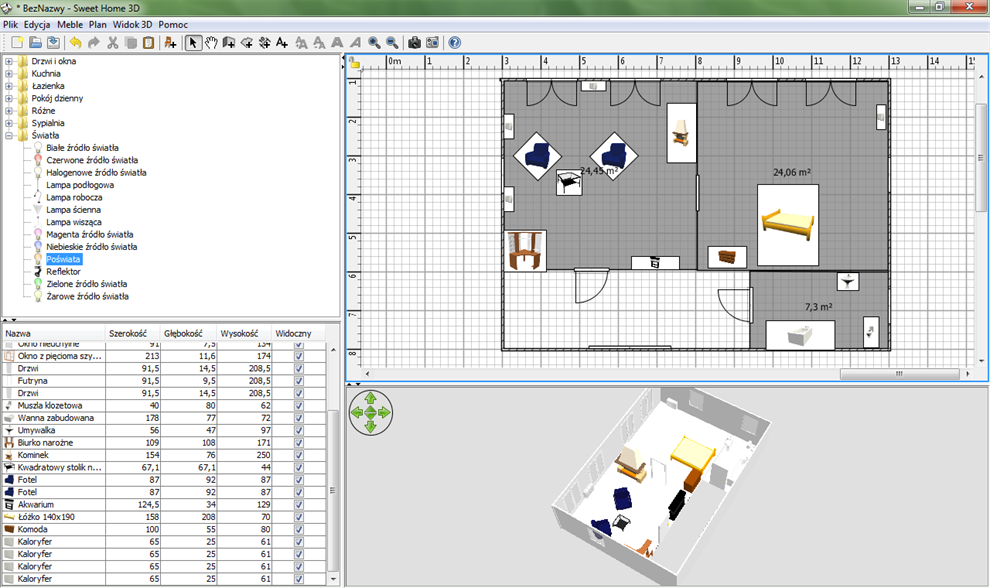 * BezNazwy - Sweet Home 3D
Plik Edycja Meble Plan Widok 3D Pomoc
Drzwi i okna
Kuchnia
Łazienka
Pokój dzienny
Różne
Sypialnia
Światła
Białe źródło światła
Czerwone źródło światła
Halogenowe źródło światła
Lampa podłogowa
Lampa robocza
Lampa ścienna
Lampa wisząca
Magenta źródło światła
Niebieskie źródło światła
Poświata
Reflektor
Zielone źródło światła
Żarowe źródło światła
Nazwa Szerokość Głębokość Wysokość Widoczny
Okno nieuchylne 91 7,5 134
Okno z pięcioma szy... 213 11,6 174
Drzwi 91,5 14,5 208,5
Futryna 91,5 9,5 208,5
Drzwi 91,5 14,5 208,5
Muszla klozetowa 40 80 62
Wanna zabudowana 178 77 72
Umywalka 56 47 97
Biurko narożne 109 108 171
Kominek 154 76 250
Kwadratowy stolik n... 67,1 67,1 44
Fotel 87 92 87
Fotel 87 92 87
Akwarium 124,5 34 129
Łóżko 140x190 158 208 70
Komoda 100 55 80
Kaloryfer 65 25 61
Kaloryfer 65 25 61
Kaloryfer 65 25 61
Kaloryfer 65 25 61
0m 1 2 3 4 5 6 7 8 9 10 11 12 13 14 15
1
2
3
4
5
6
7
8
24,45 m²
24,06 m²
7,3 m²